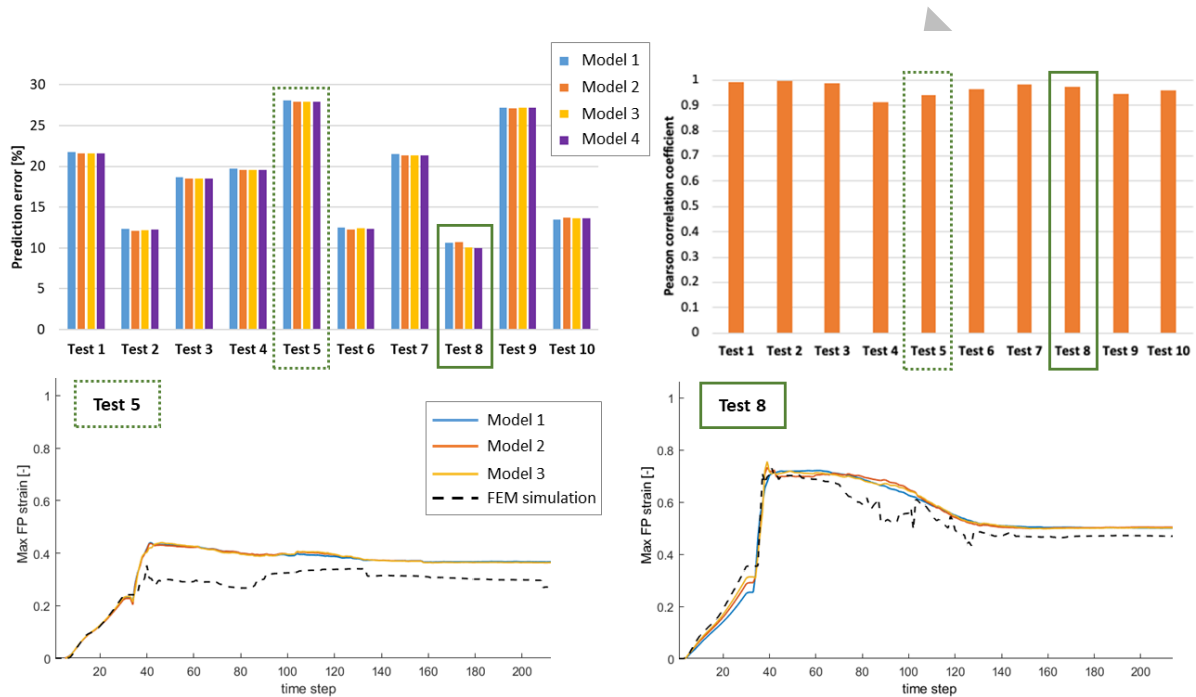 Model 1
Model 2
Model 3
Model 4
Prediction error [%]
30
25
20
15
10
5
0
Test 1 Test 2 Test 3 Test 4 Test 5 Test 6 Test 7 Test 8 Test 9 Test 10
Pearson correlation coefficient
1
0.9
0.8
0.7
0.6
0.5
0.4
0.3
0.2
0.1
0
Test 1 Test 2 Test 3 Test 4 Test 5 Test 6 Test 7 Test 8 Test 9 Test 10
Test 5
Model 1
Model 2
Model 3
FEM simulation
Max FP strain [-]
1
0.8
0.6
0.4
0.2
0
20 40 60 80 100 120 140 160 180 200
time step
Test 8
Max FP strain [-]
1
0.8
0.6
0.4
0.2
0
20 40 60 80 100 120 140 160 180 200
time step